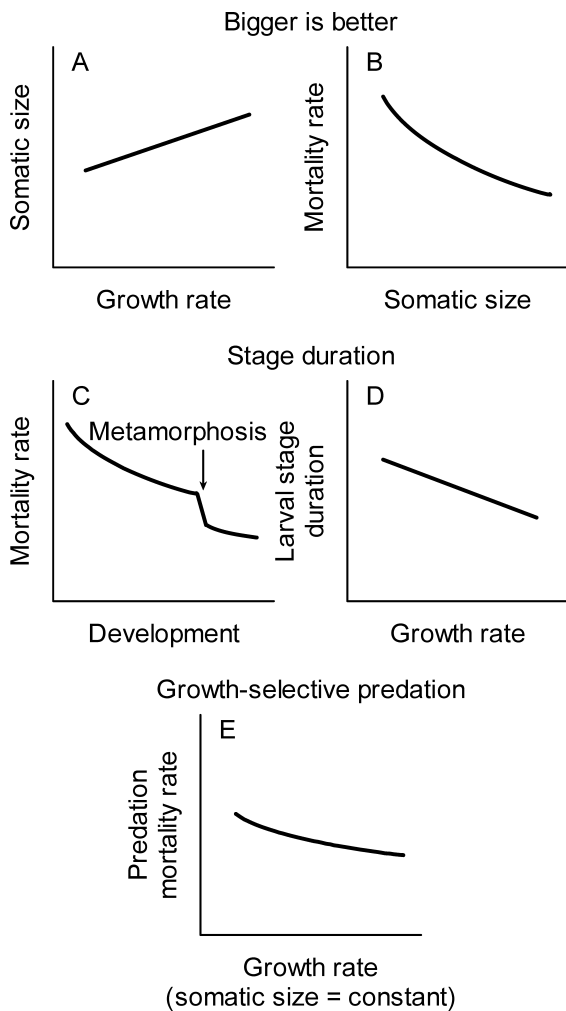 Bigger is better
A
Somatic size
Growth rate
B
Mortality rate
Somatic size
Stage duration
C
Metamorphosis
Mortality rate
Development
D
Larval stage
duration
Growth rate
Growth-selective predation
E
Predation
mortality rate
Growth rate
(somatic size = constant)